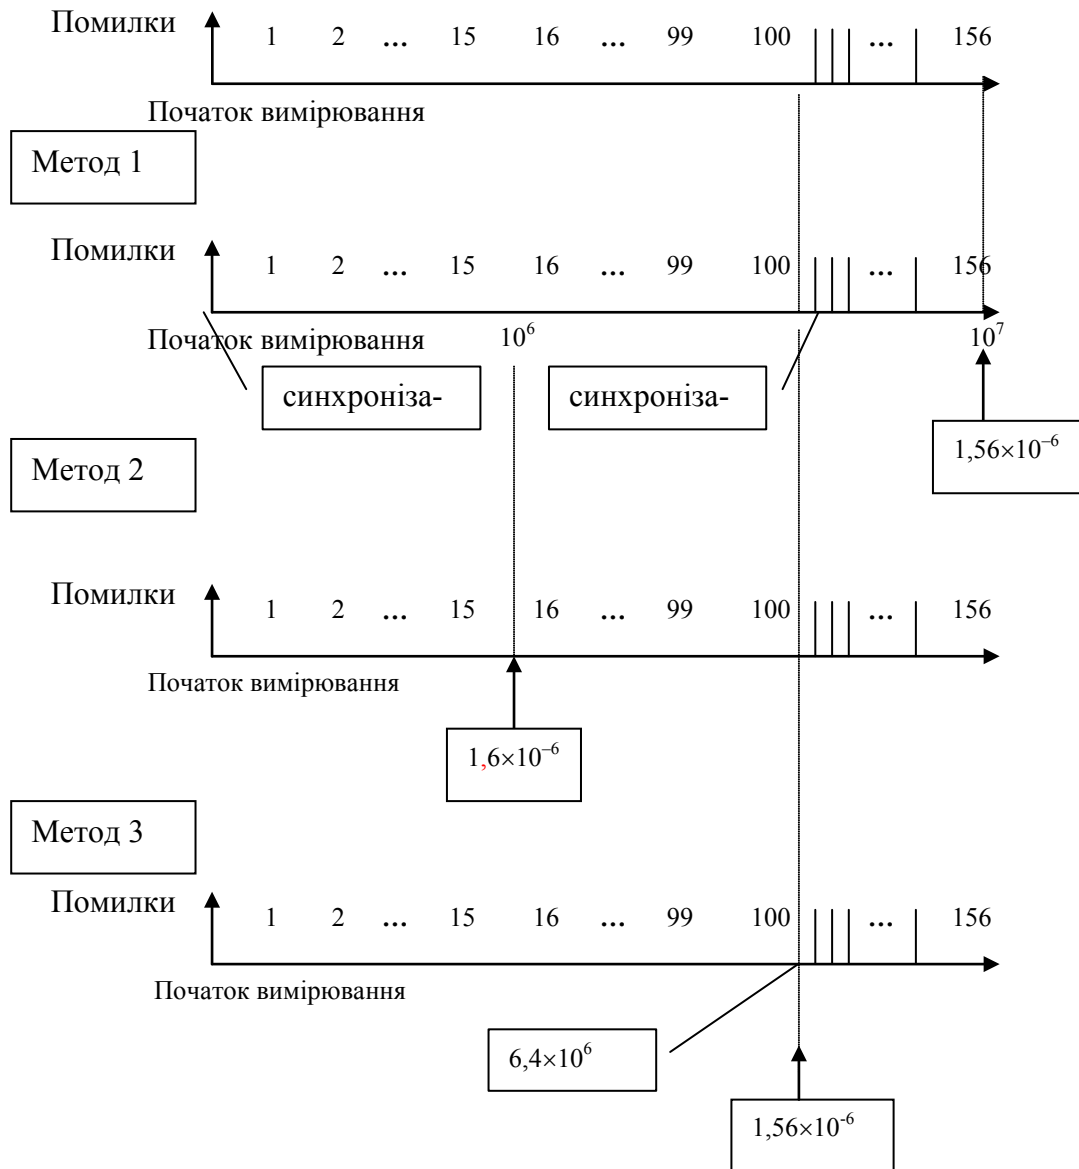 Помилки 1 2 ... 15 16 ... 99 100 ... 156
Початок вимірювання
Метод 1
Помилки 1 2 ... 15 16 ... 99 100 ... 156
Початок вимірювання 10⁶ 10⁷
синхроніза- синхроніза-
1,56×10⁻⁶
Метод 2
Помилки 1 2 ... 15 16 ... 99 100 ... 156
Початок вимірювання
1,6×10⁻⁶
Метод 3
Помилки 1 2 ... 15 16 ... 99 100 ... 156
Початок вимірювання
6,4×10⁶
1,56×10⁻⁶